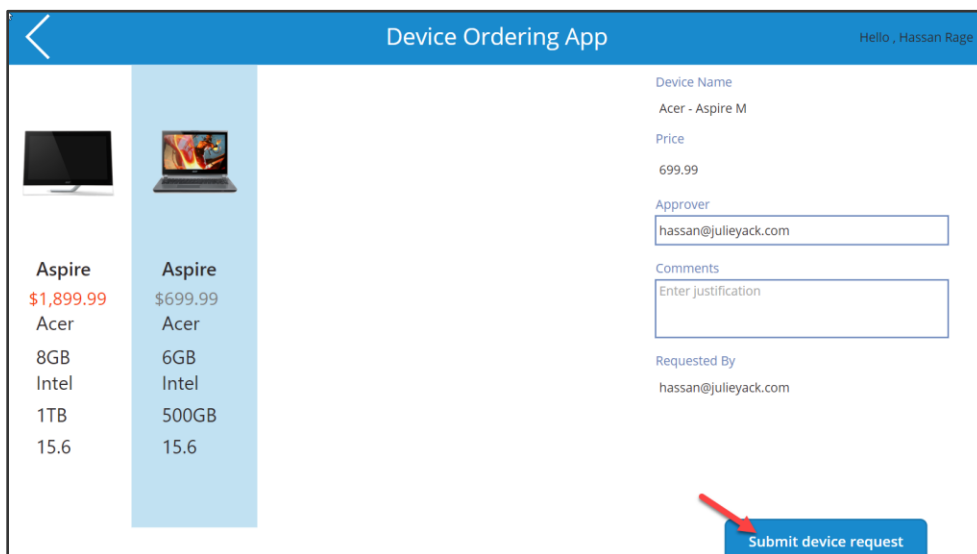 Device Ordering App
Hello , Hassan Rage
Aspire
$1,899.99
Acer
8GB
Intel
1TB
15.6
Aspire
$699.99
Acer
6GB
Intel
500GB
15.6
Device Name
Acer - Aspire M
Price
699.99
Approver
hassan@julieyack.com
Comments
Enter justification
Requested By
hassan@julieyack.com
Submit device request